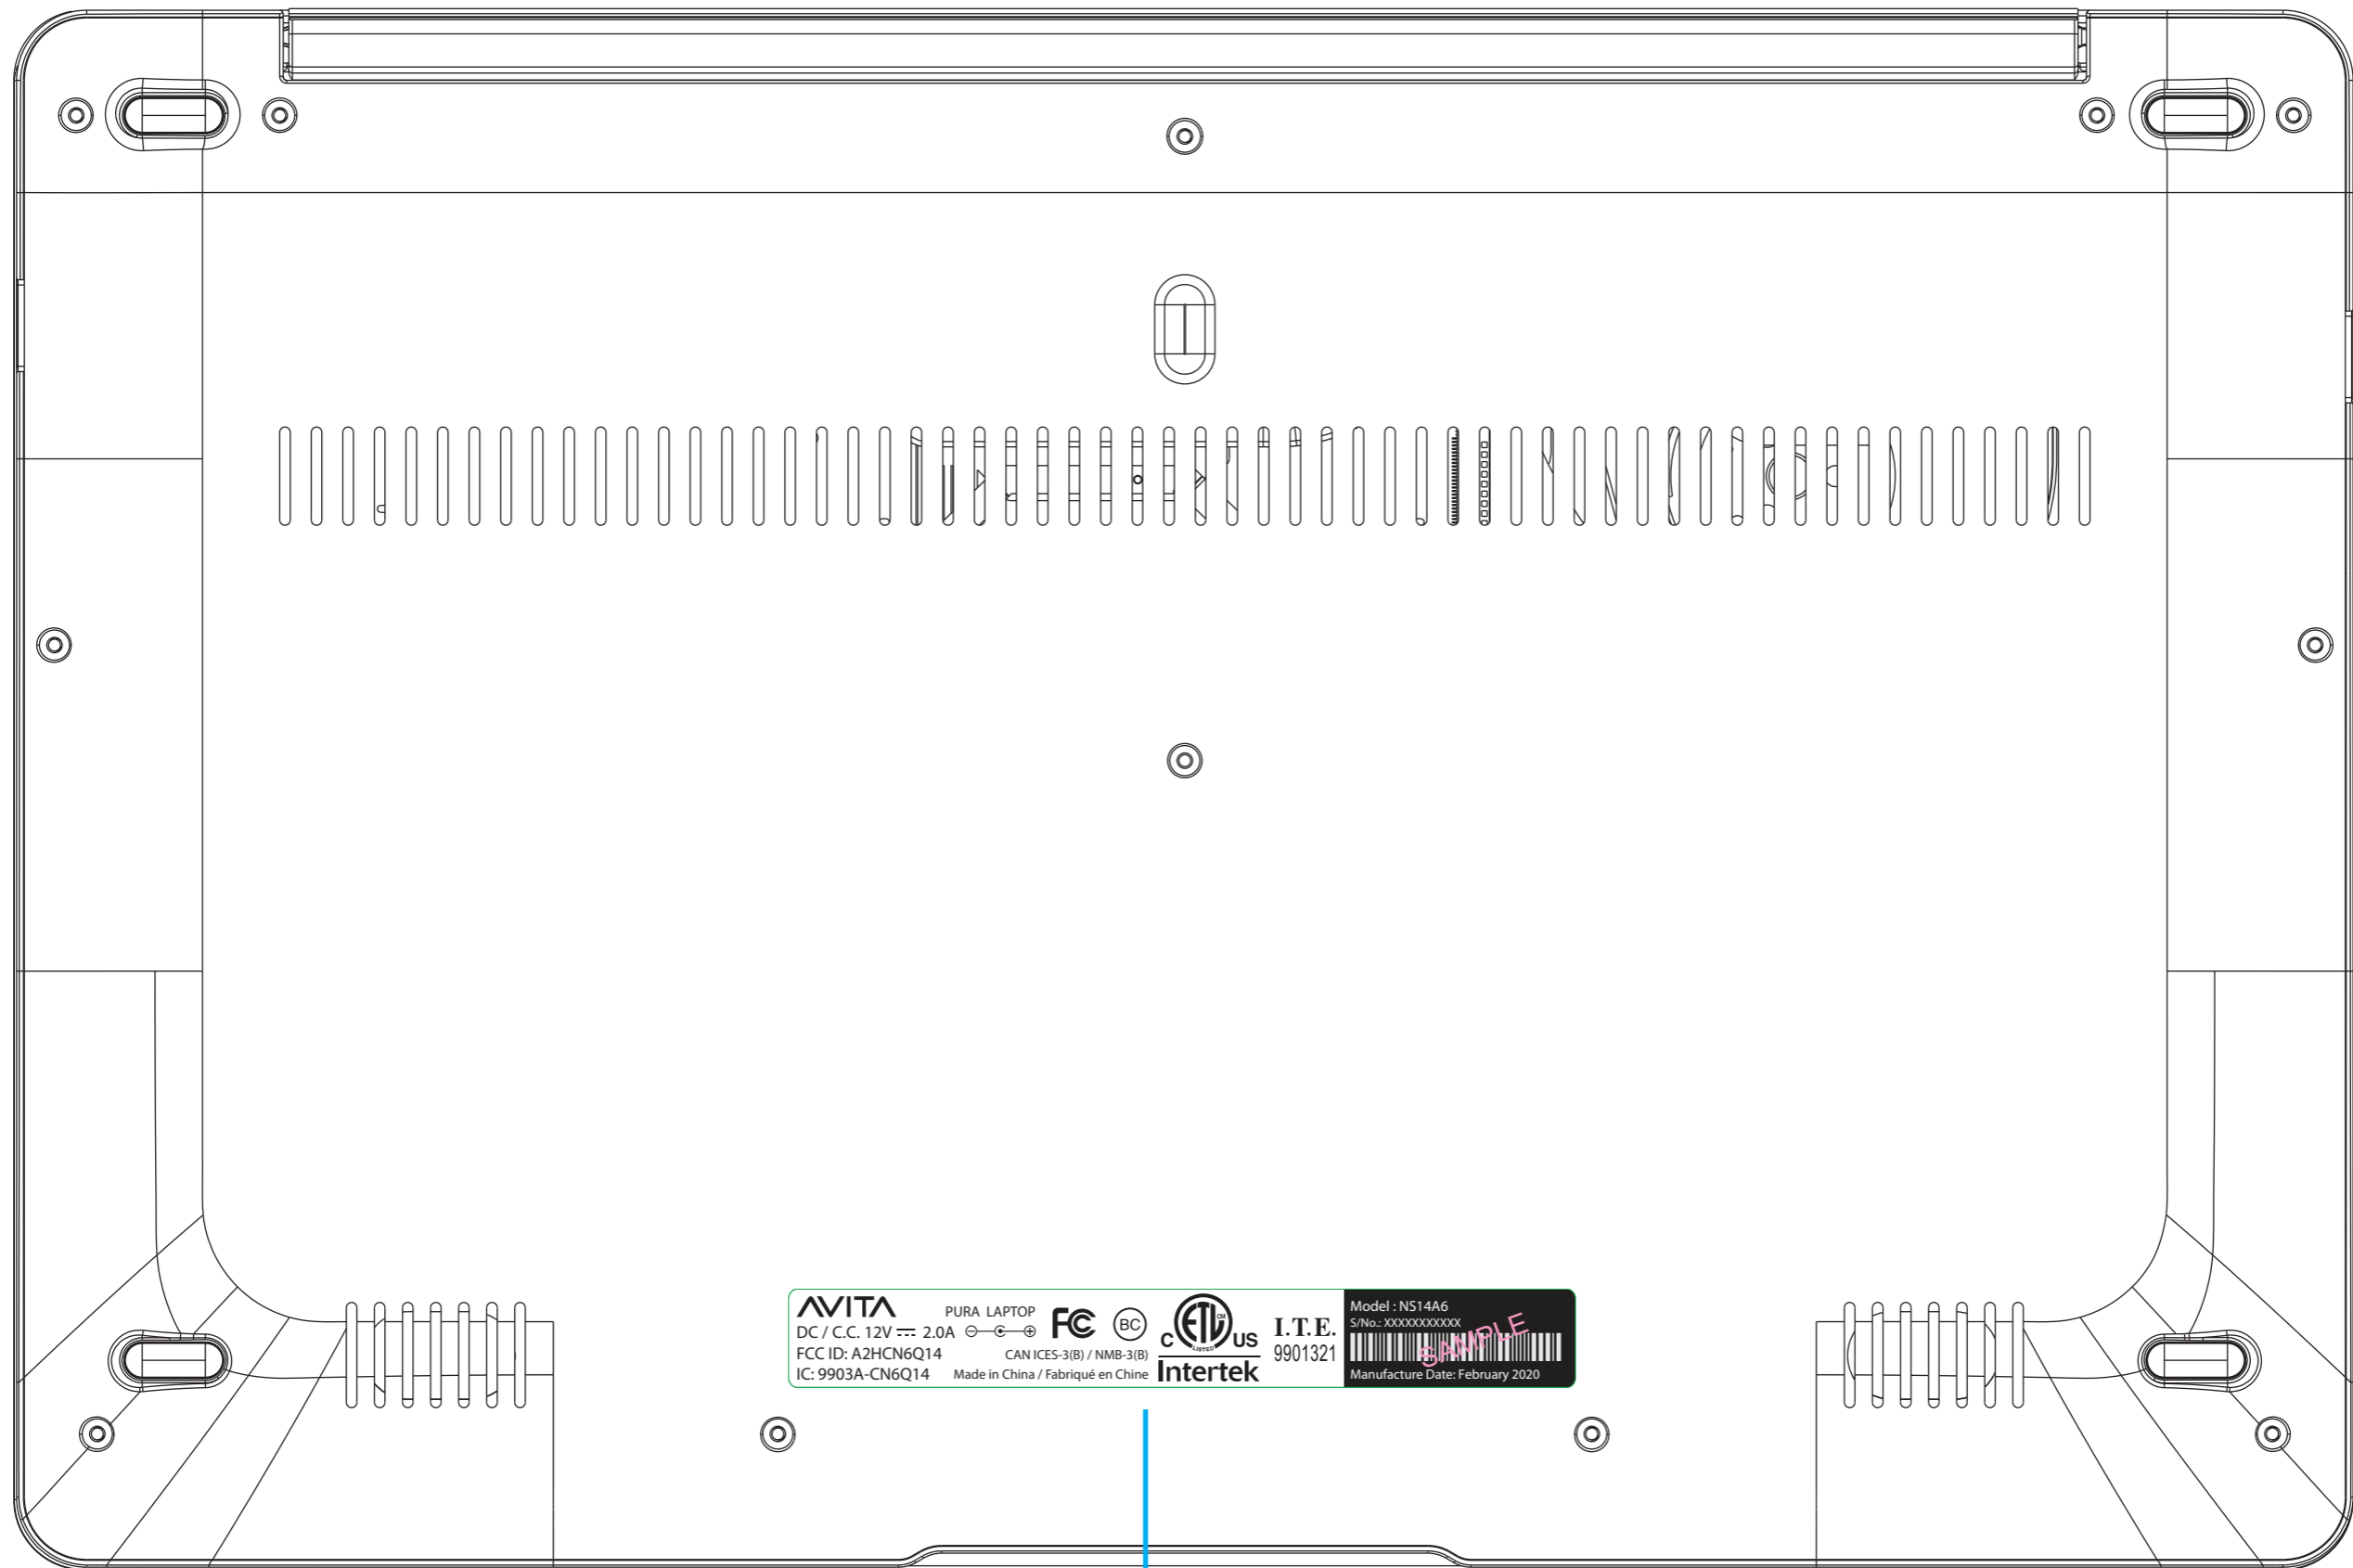 AVITA
PURA LAPTOP
DC / C.C. 12V 2.0A
FCC ID: A2HCN6Q14
CAN ICES-3(B) / NMB-3(B)
IC: 9903A-CN6Q14
Made in China / Fabriqué en Chine
FC
BC
ETL CM
LISTED
C US
Intertek
I.T.E.
9901321
Model : NS14A6
S/No.: XXXXXXXXXXX
SAMPLE
Manufacture Date: February 2020